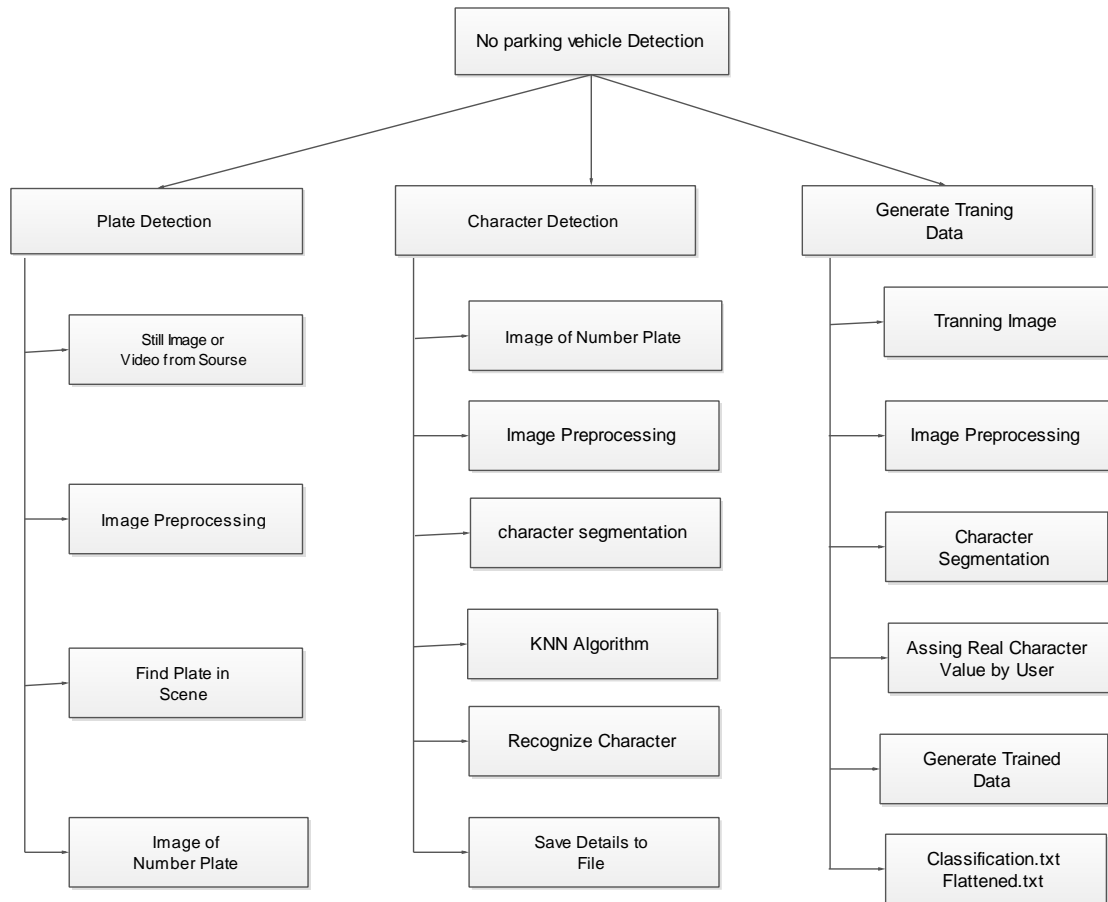 No parking vehicle Detection
Plate Detection
Still Image or
Video from Sourse
Image Preprocessing
Find Plate in
Scene
Image of
Number Plate
Character Detection
Image of Number Plate
Image Preprocessing
character segmentation
KNN Algorithm
Recognize Character
Save Details to
File
Generate Traning
Data
Tranning Image
Image Preprocessing
Character
Segmentation
Assing Real Character
Value by User
Generate Trained
Data
Classification.txt
Flattened.txt